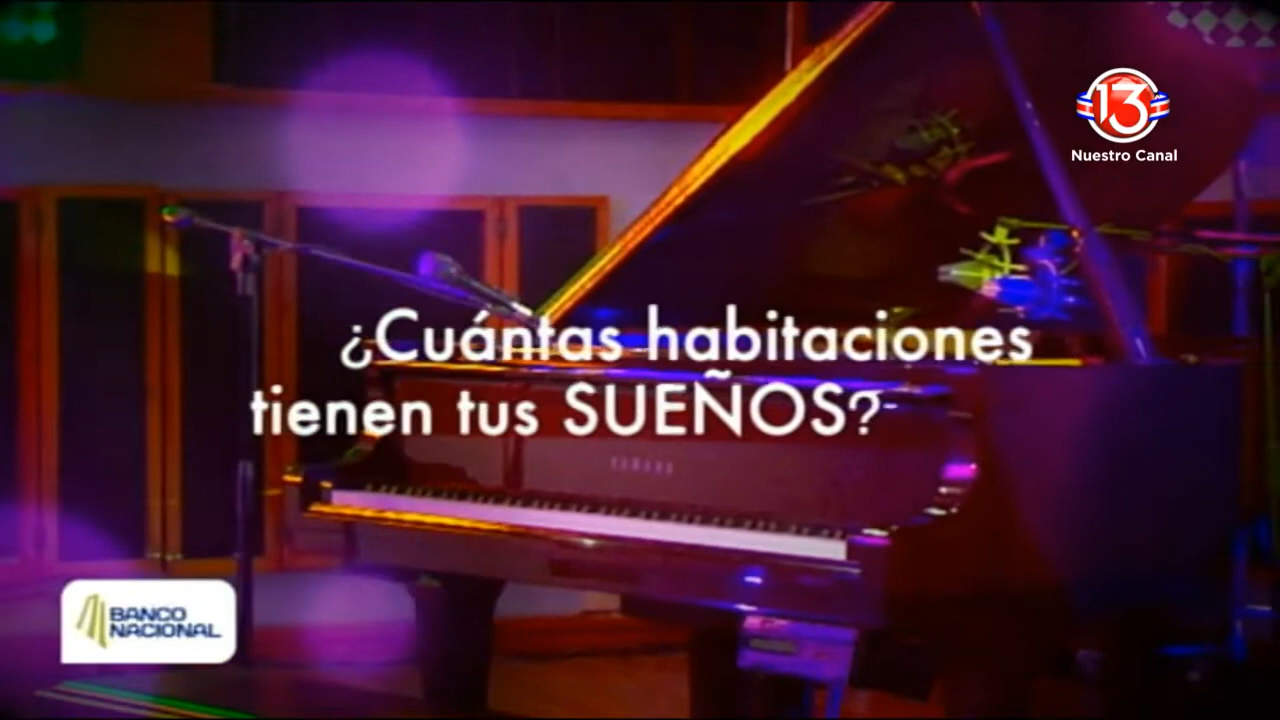 13
Nuestro Canal
¿Cuántas habitaciones
tienen tus SUEÑOS?
YAMAHA
BANCO
NACIONAL